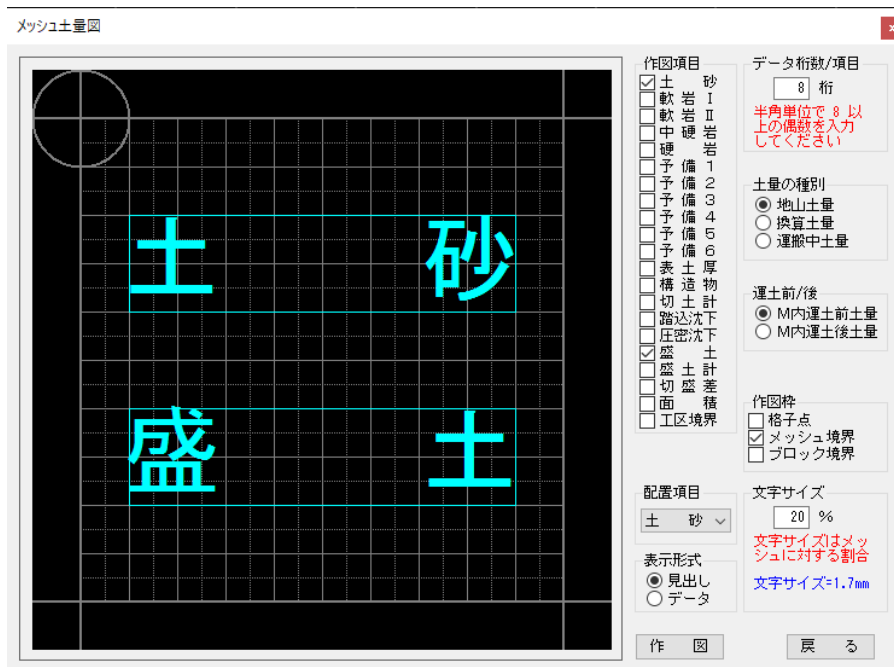 メッシュ土量図
土 砂
盛 土
作図項目
土 砂
軟岩Ⅰ
軟岩Ⅱ
中硬岩
硬 岩
予備1
予備2
予備3
予備4
予備5
予備6
表土厚
構造物
切土計
踏込沈下
圧密沈下
盛 土
盛土計
切盛差
面 積
工区境界
配置項目
土 砂
表示形式
見出し
データ
作 図
データ桁数/項目
8 桁
半角単位で 8 以
上の偶数を入力
してください
土量の種別
地山土量
換算土量
運搬中土量
運土前/後
M内運土前土量
M内運土後土量
作図枠
格子点
メッシュ境界
ブロック境界
文字サイズ
20 %
文字サイズはメッ
シュに対する割合
文字サイズ=1.7mm
戻 る